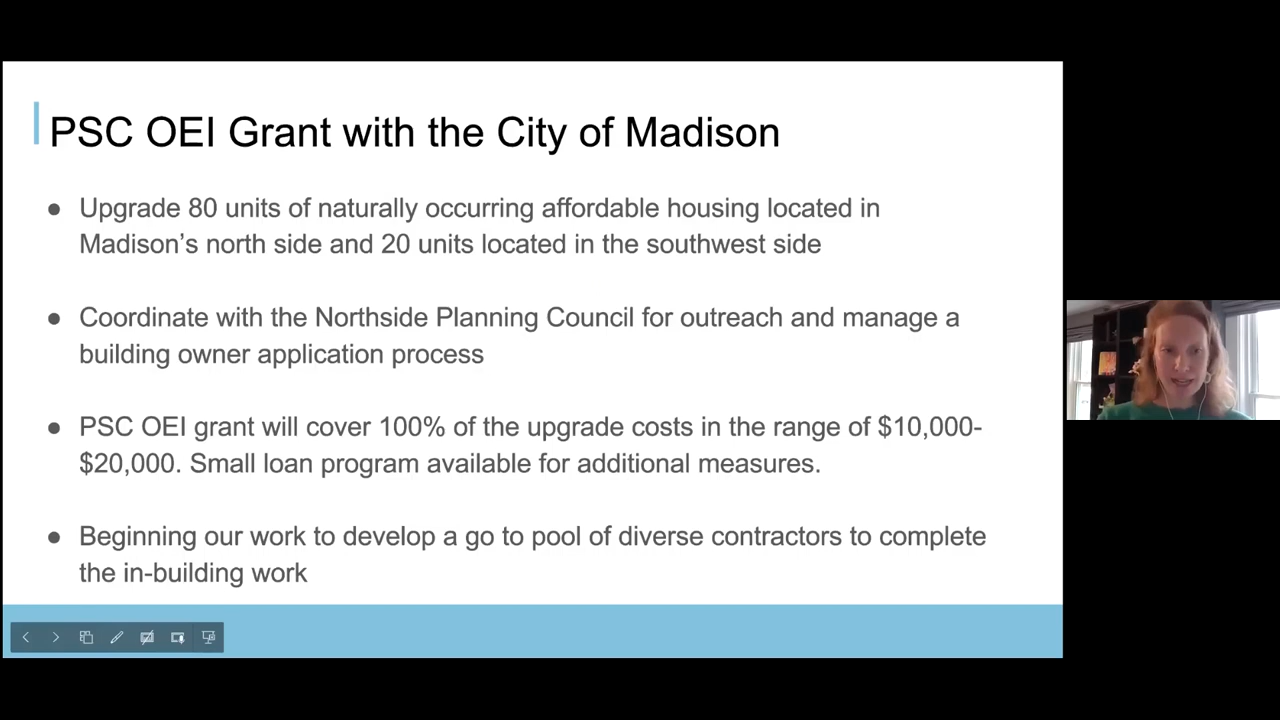 PSC OEI Grant with the City of Madison
● Upgrade 80 units of naturally occurring affordable housing located in
Madison’s north side and 20 units located in the southwest side
● Coordinate with the Northside Planning Council for outreach and manage a
building owner application process
● PSC OEI grant will cover 100% of the upgrade costs in the range of $10,000-
$20,000. Small loan program available for additional measures.
● Beginning our work to develop a go to pool of diverse contractors to complete
the in-building work